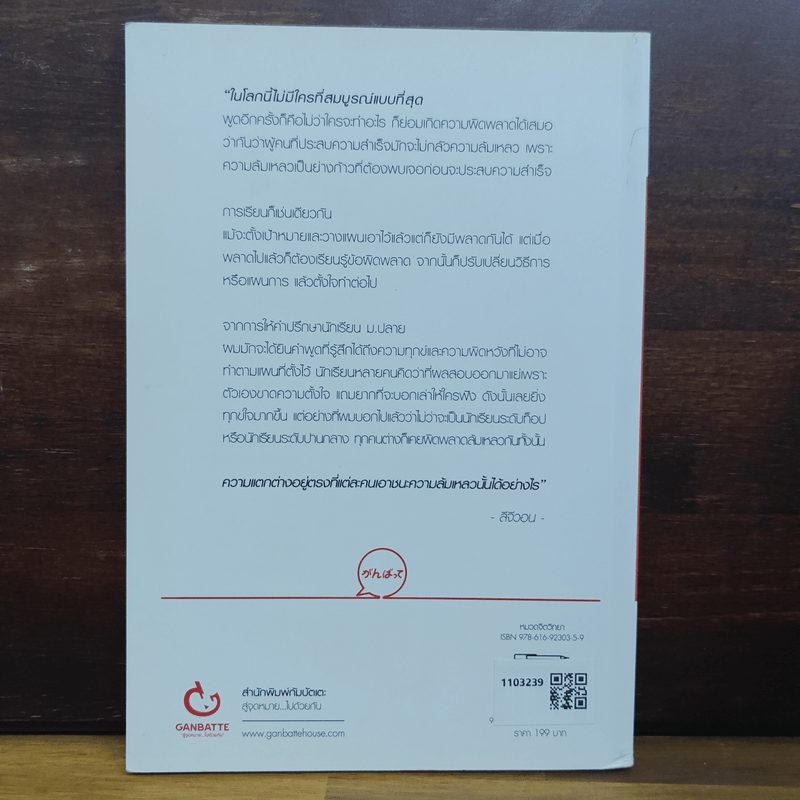 “ในโลกนี้ไม่มีใครที่สมบูรณ์แบบที่สุด
พูดอีกครั้งก็คือไม่ว่าใครจะทำอะไร ก็ย่อมเกิดความผิดพลาดได้เสมอ
ว่ากันว่าผู้คนที่ประสบความสำเร็จมักจะไม่กลัวความล้มเหลว เพราะ
ความล้มเหลวเป็นย่างก้าวที่ต้องพบเจอก่อนจะประสบความสำเร็จ
การเรียนก็เช่นเดียวกัน
แม้จะตั้งเป้าหมายและวางแผนเอาไว้แล้วแต่ก็ยังมีพลาดกันได้ แต่เมื่อ
พลาดไปแล้วก็ต้องเรียนรู้ข้อผิดพลาด จากนั้นก็ปรับเปลี่ยนวิธีการ
หรือแผนการ แล้วตั้งใจทำต่อไป
จากการให้คำปรึกษานักเรียน ม.ปลาย
ผมมักจะได้ยินคำพูดที่รู้สึกได้ถึงความทุกข์และความผิดหวังที่ไม่อาจ
ทำตามแผนที่ตั้งไว้ นักเรียนหลายคนคิดว่าที่ผลสอบออกมาแย่เพราะ
ตัวเองขาดความตั้งใจ แถมยากที่จะบอกเล่าให้ใครฟัง ดังนั้นเลยยิ่ง
ทุกข์ใจมากขึ้น แต่อย่างที่ผมบอกไปแล้วว่าไม่ว่าจะเป็นนักเรียนระดับท็อป
หรือนักเรียนระดับปานกลาง ทุกคนต่างก็เคยผิดพลาดล้มเหลวกันทั้งนั้น
ความแตกต่างอยู่ตรงที่แต่ละคนเอาชนะความล้มเหลวนั้นได้อย่างไร”
- ลีจีวอน -
がんばって
หมวดจิตวิทยา
ISBN 978-616-92303-5-9
1103239
9
ราคา 199 บาท
GANBATTE
"สู่จุดหมาย...ไปด้วยกัน"
สำนักพิมพ์กัมบัตเตะ
สู่จุดหมาย...ไปด้วยกัน
www.ganbattehouse.com